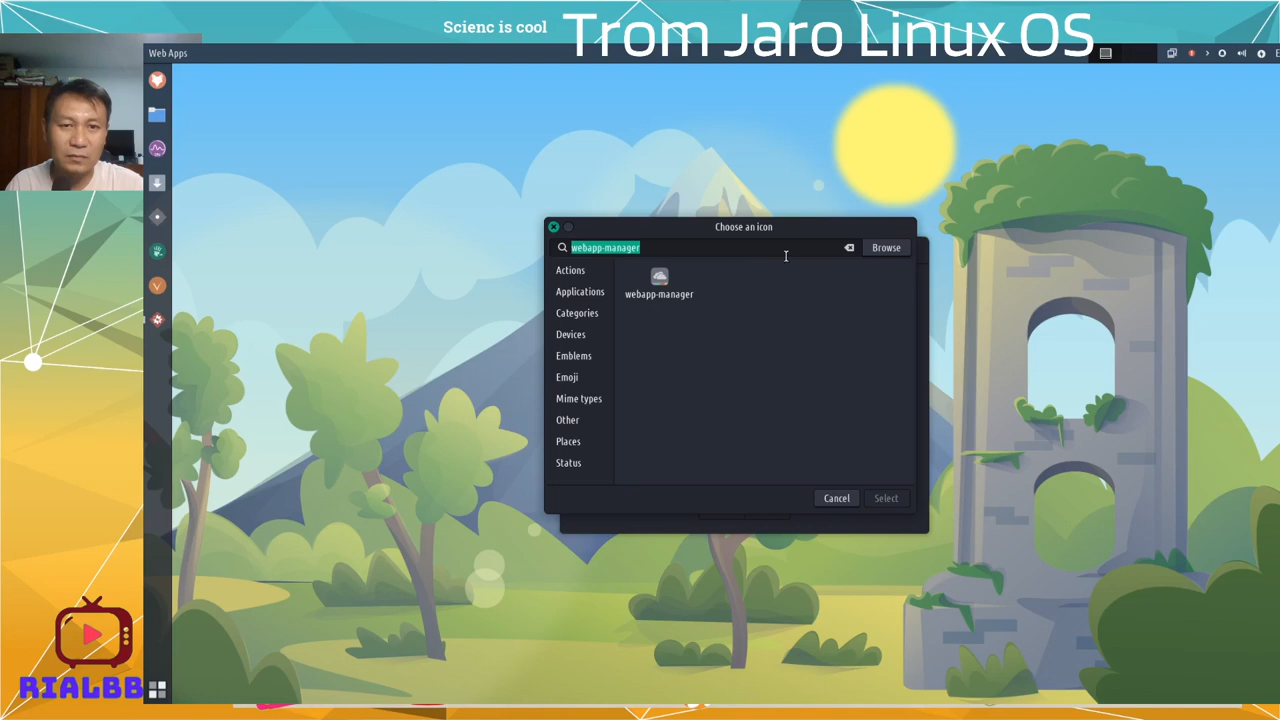 Scienc is cool
Trom Jaro Linux OS
Web Apps
Choose an icon
webapp-manager
Browse
Actions
Applications
Categories
Devices
Emblems
Emoji
Mime types
Other
Places
Status
webapp-manager
Cancel
Select
RIALBB